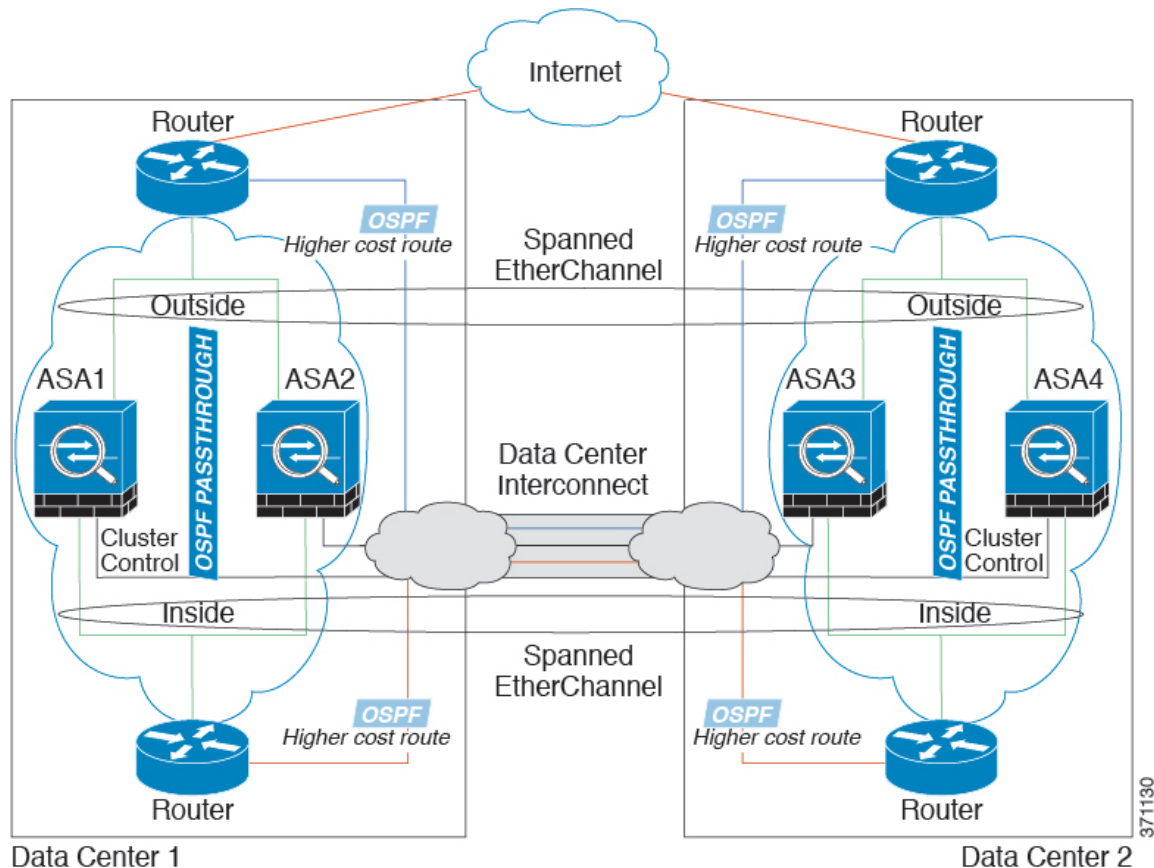 Internet
Router
Router
OSPF
Higher cost route
Spanned
EtherChannel
OSPF
Higher cost route
Outside
Outside
ASA1
OSPF PASSTHROUGH
ASA2
ASA3
OSPF PASSTHROUGH
ASA4
Data Center
Interconnect
Cluster
Control
Cluster
Control
Inside
Inside
Spanned
EtherChannel
OSPF
Higher cost route
OSPF
Higher cost route
Router
Router
371130
Data Center 1
Data Center 2